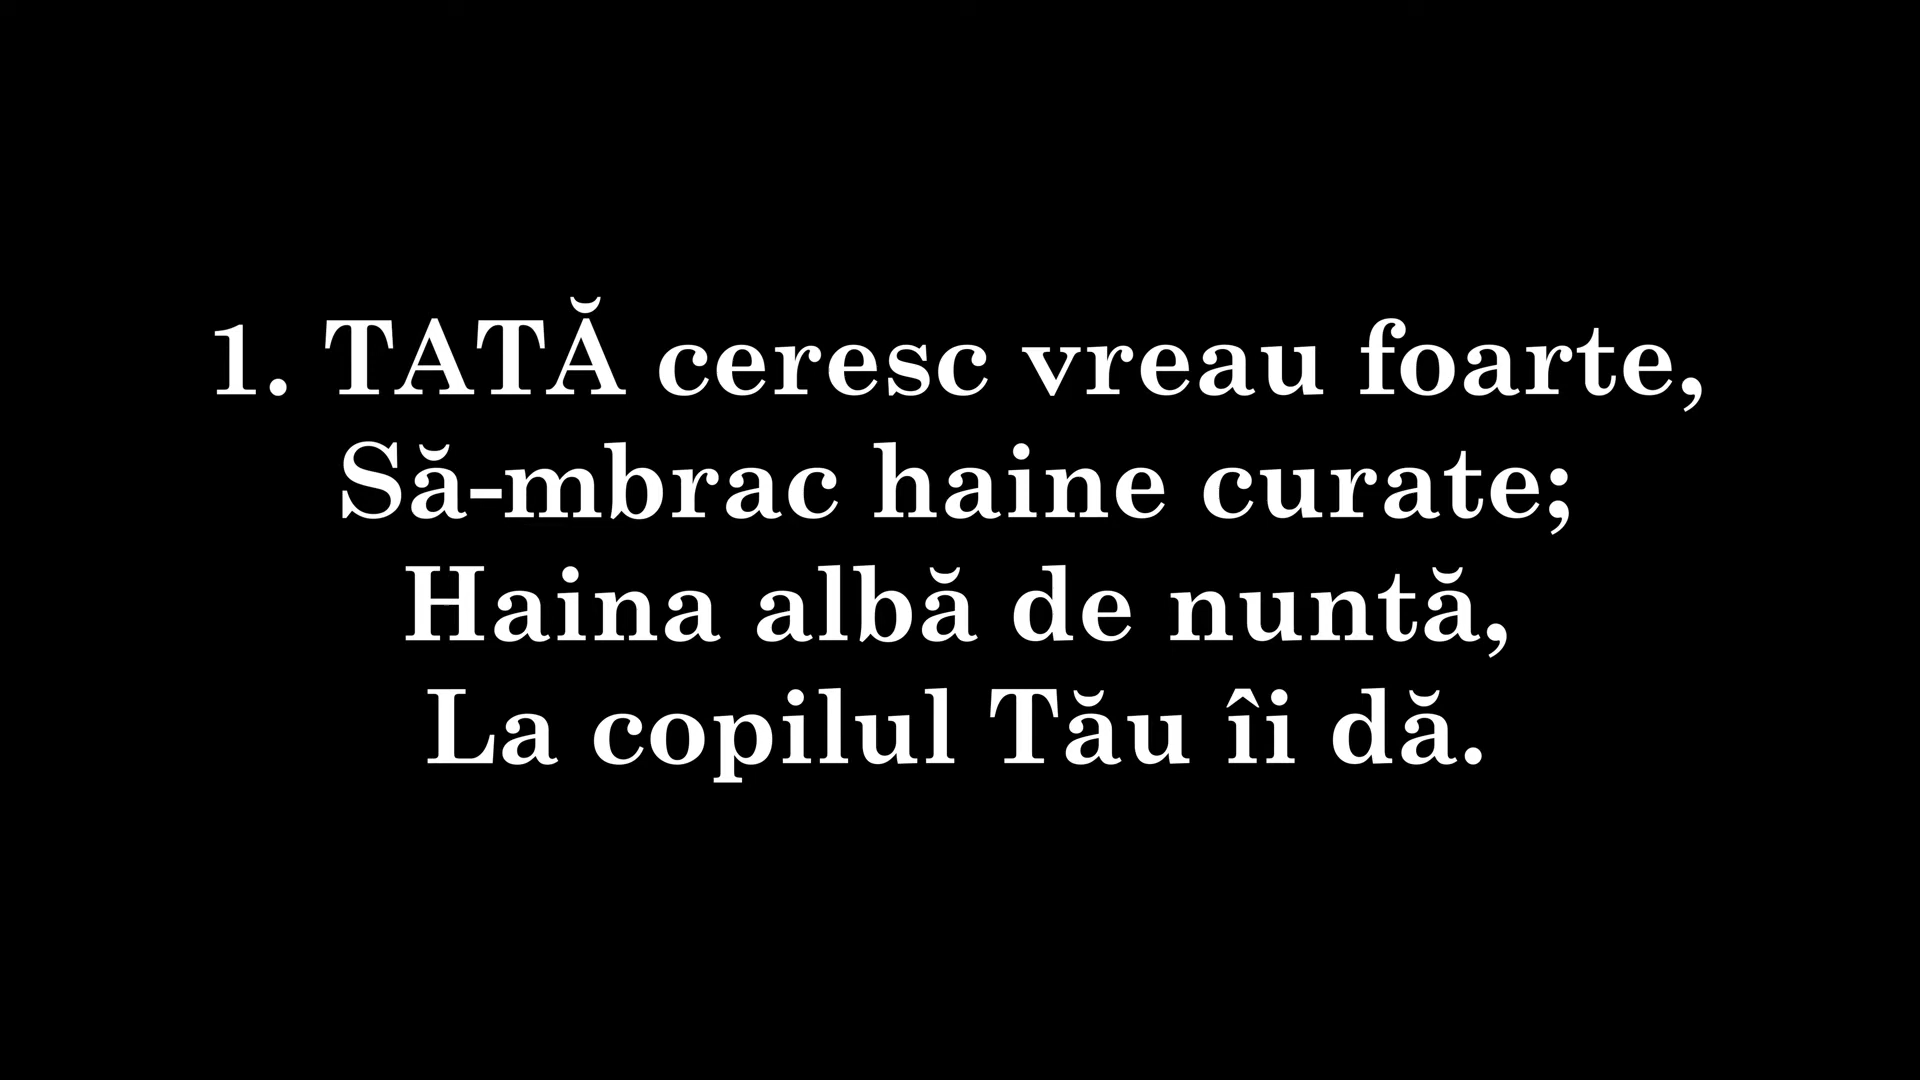 1. TATĂ ceresc vreau foarte,
Să-mbrac haine curate;
Haina albă de nuntă,
La copilul Tău îi dă.